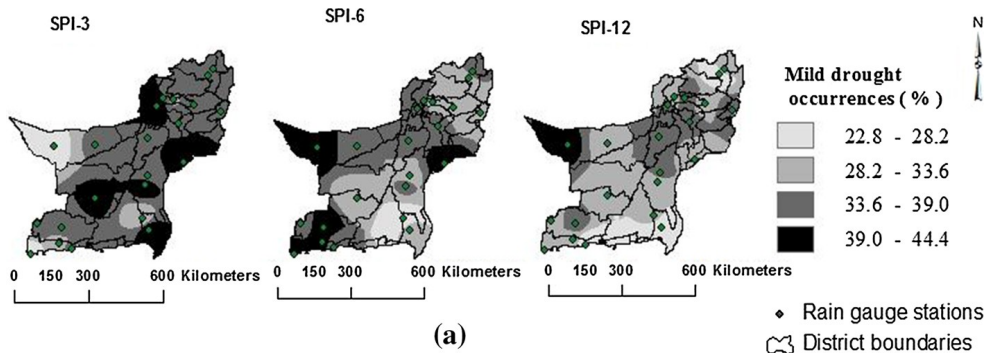 SPI-3
SPI-6
SPI-12
N
Mild drought
occurrences ( % )
22.8 - 28.2
28.2 - 33.6
33.6 - 39.0
39.0 - 44.4
0 150 300 600 Kilometers
0 150 300 600 Kilometers
0 150 300 600 Kilometers
Rain gauge stations
District boundaries
(a)